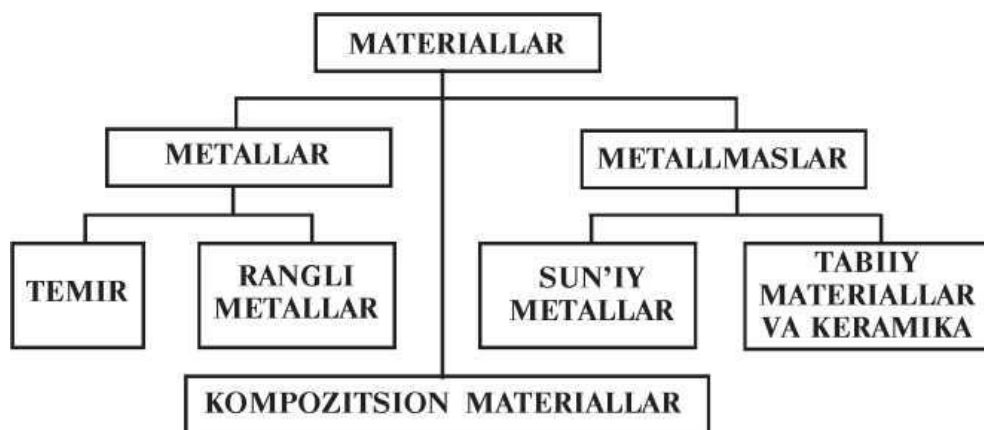 MATERIALLAR
METALLAR
METALLMASLAR
TEMIR
RANGLI
METALLAR
SUN'IY
METALLAR
TABIIY
MATERIALLAR
VA KERAMIKA
KOMPOZITSION MATERIALLAR